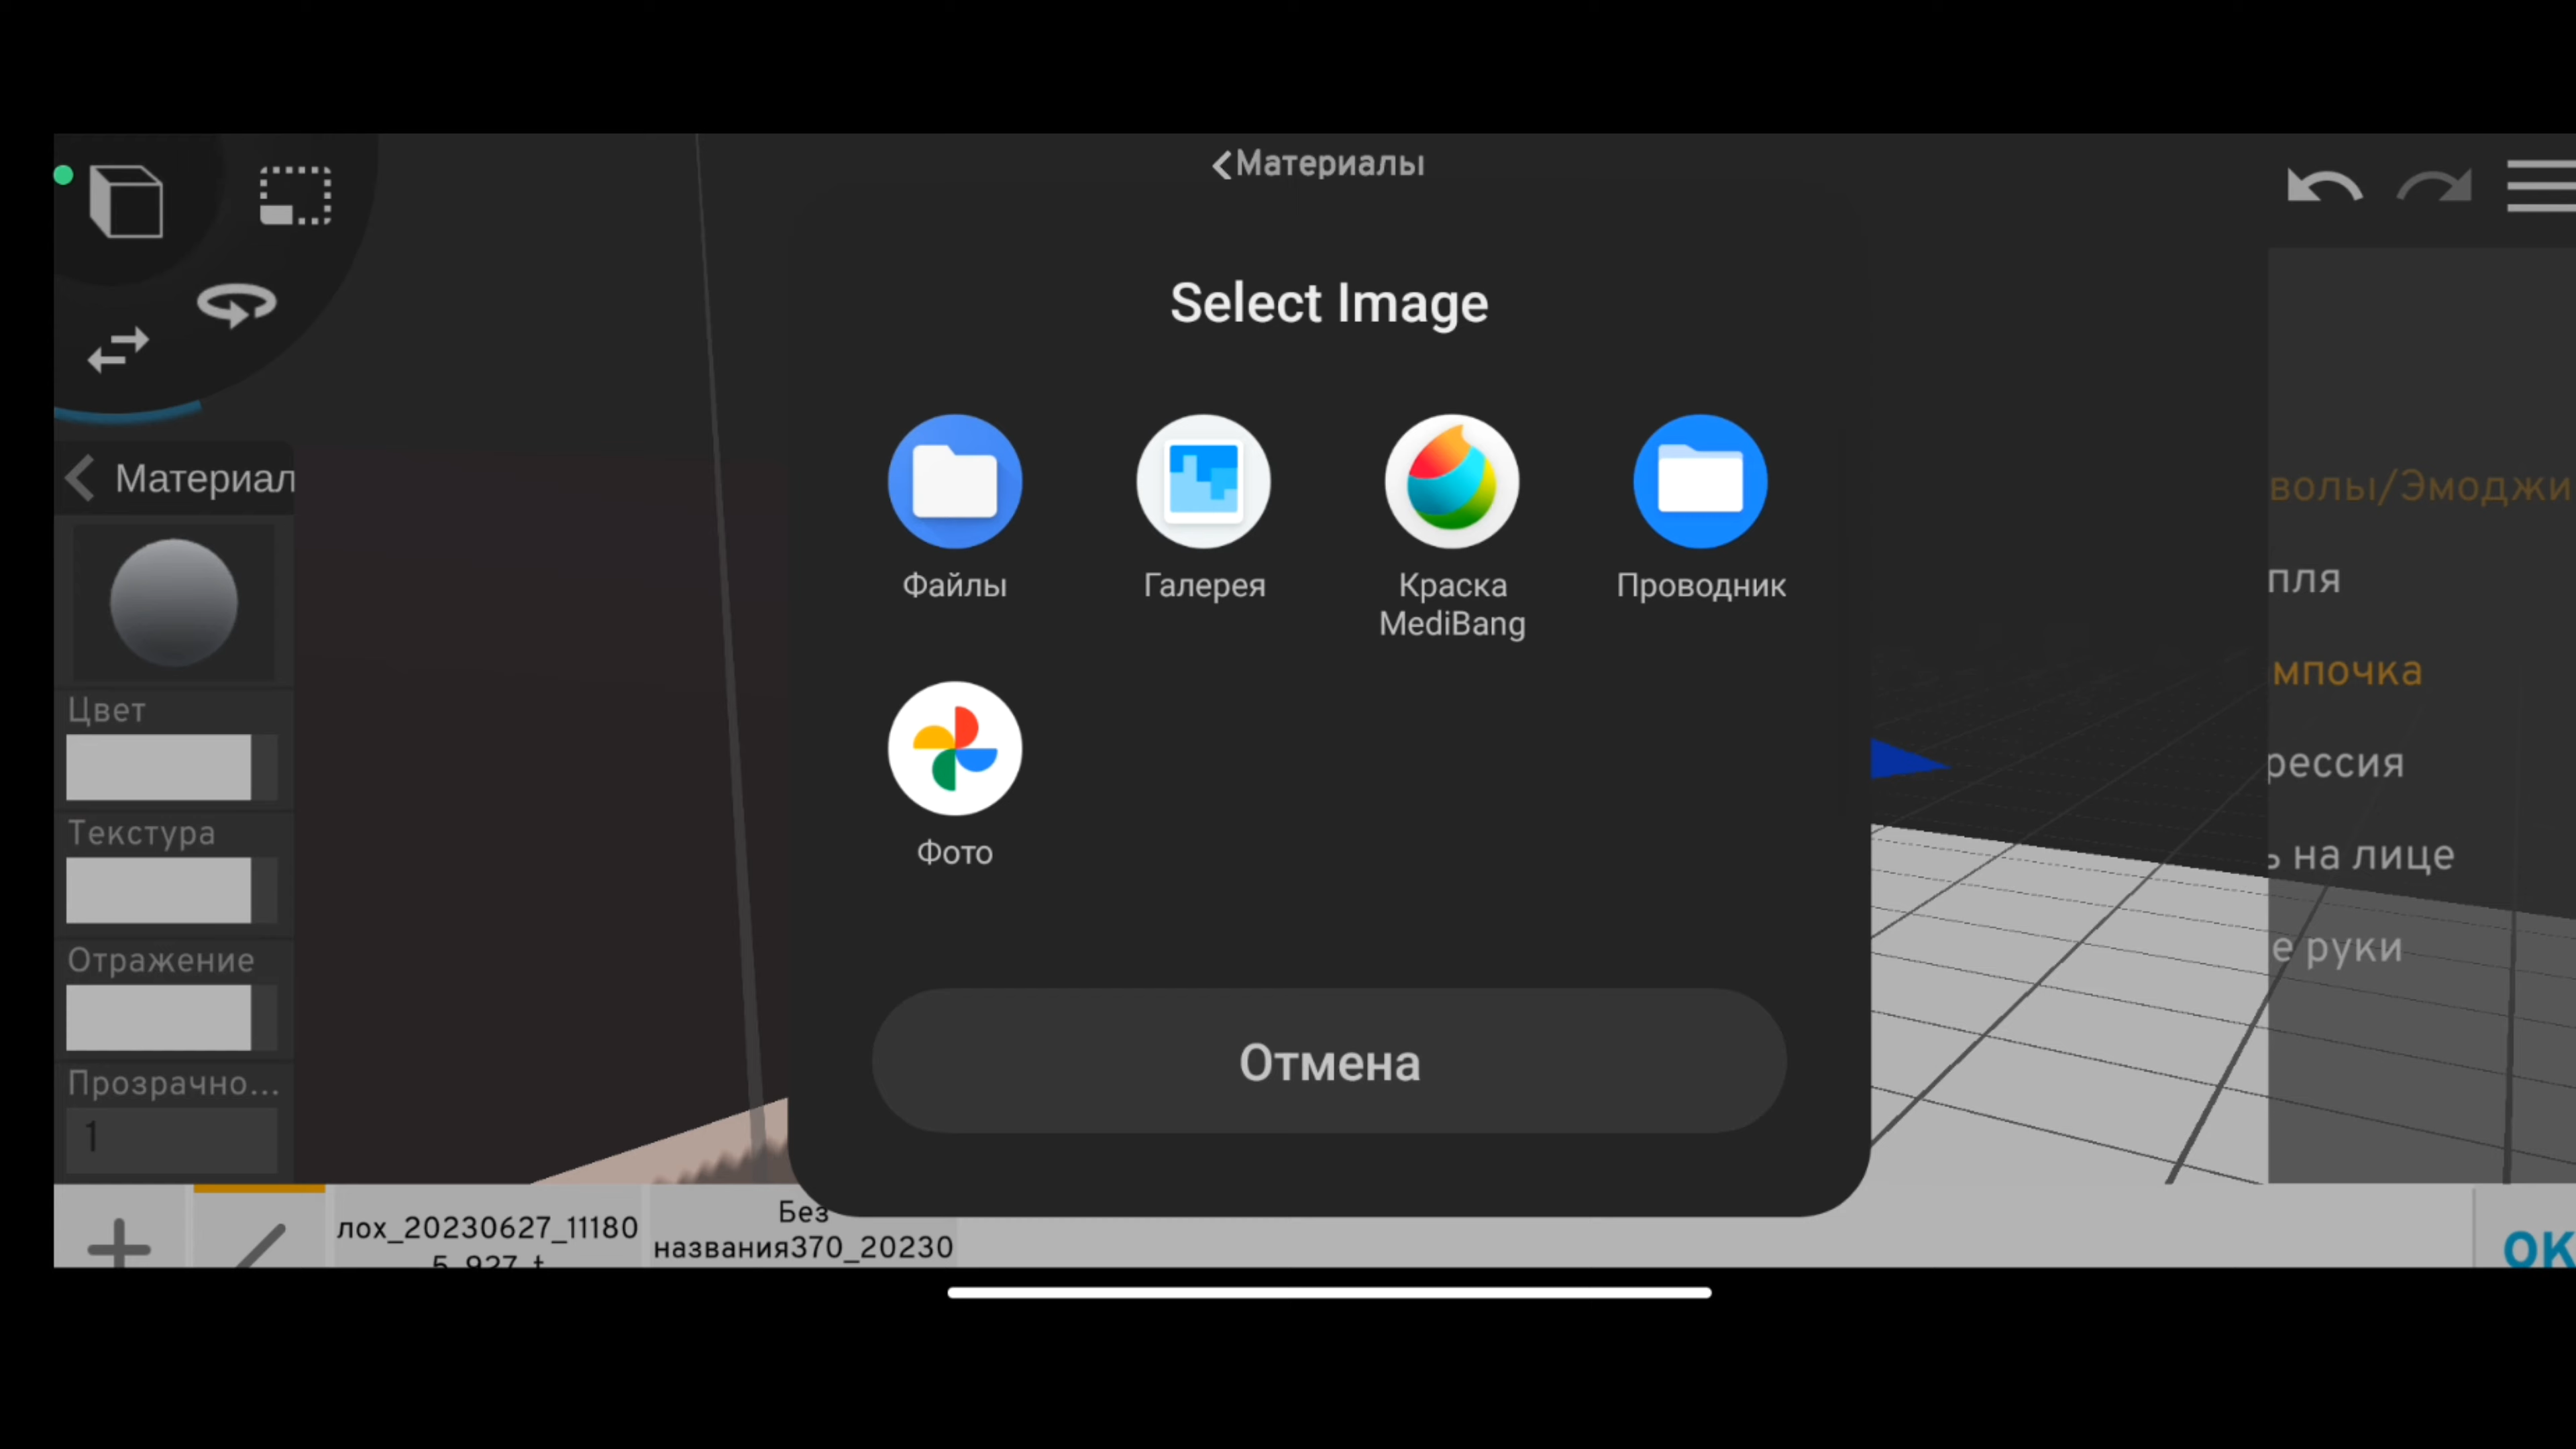 Материалы
Select Image
Материал
Файлы
Галерея
Краска
MediBang
Проводник
Фото
Отмена
Цвет
Текстура
Отражение
Прозрачно...
1
волы/Эмоджи
пля
мпочка
рессия
ь на лице
е руки
лох_20230627_11180
5_927_t
Без
названия370_20230
OK